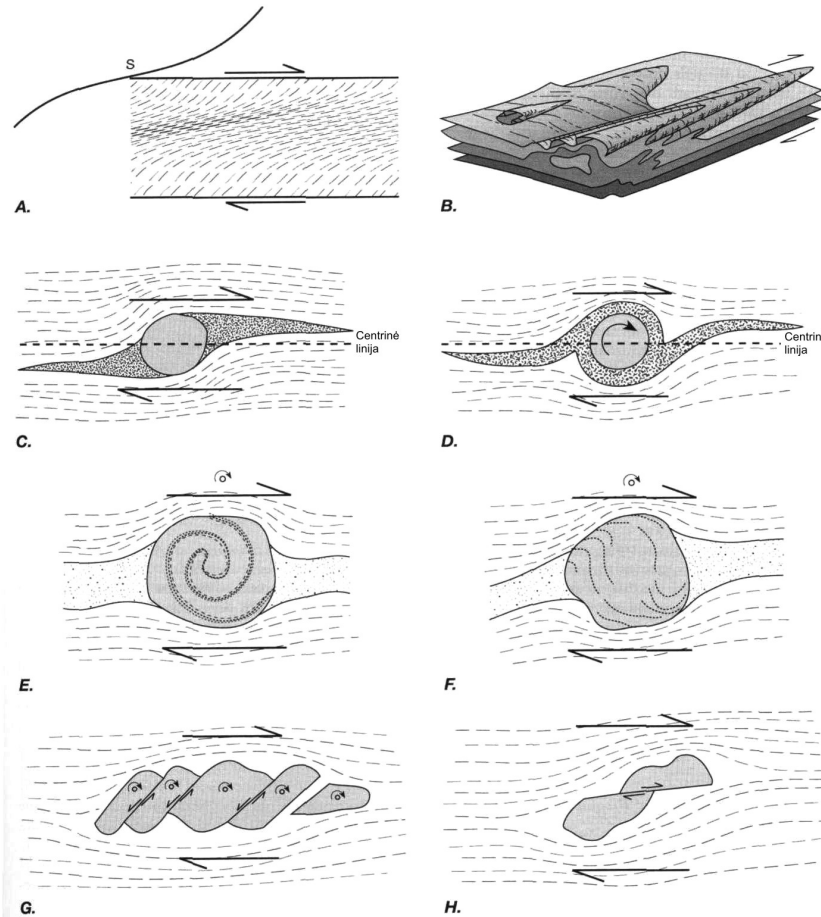 S
A.
B.
Centrinė
linija
C.
Centrin
linija
D.
E.
F.
G.
H.